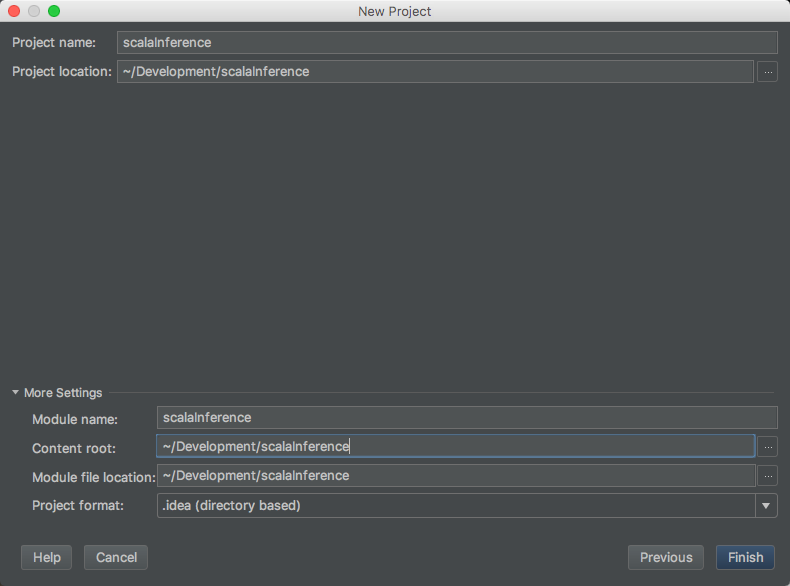 New Project
Project name: scalaInference
Project location: ~/Development/scalaInference ...
More Settings
Module name: scalaInference
Content root: ~/Development/scalaInference ...
Module file location: ~/Development/scalaInference ...
Project format: .idea (directory based)
Help Cancel Previous Finish